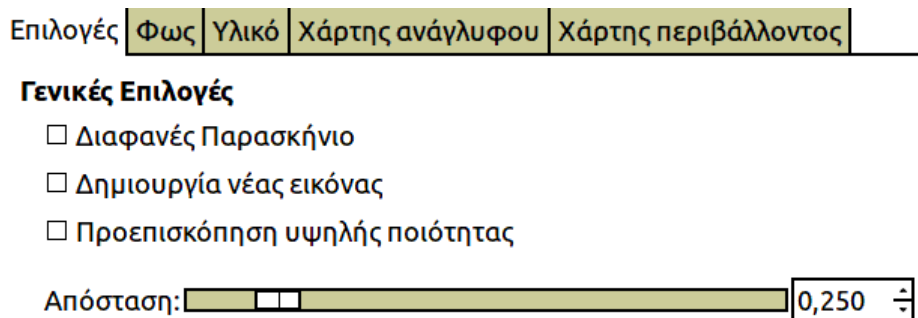 Επιλογές Φως Υλικό Χάρτης ανάγλυφου Χάρτης περιβάλλοντος
Γενικές Επιλογές
Διαφανές Παρασκήνιο
Δημιουργία νέας εικόνας
Προεπισκόπηση υψηλής ποιότητας
Απόσταση: 0,250